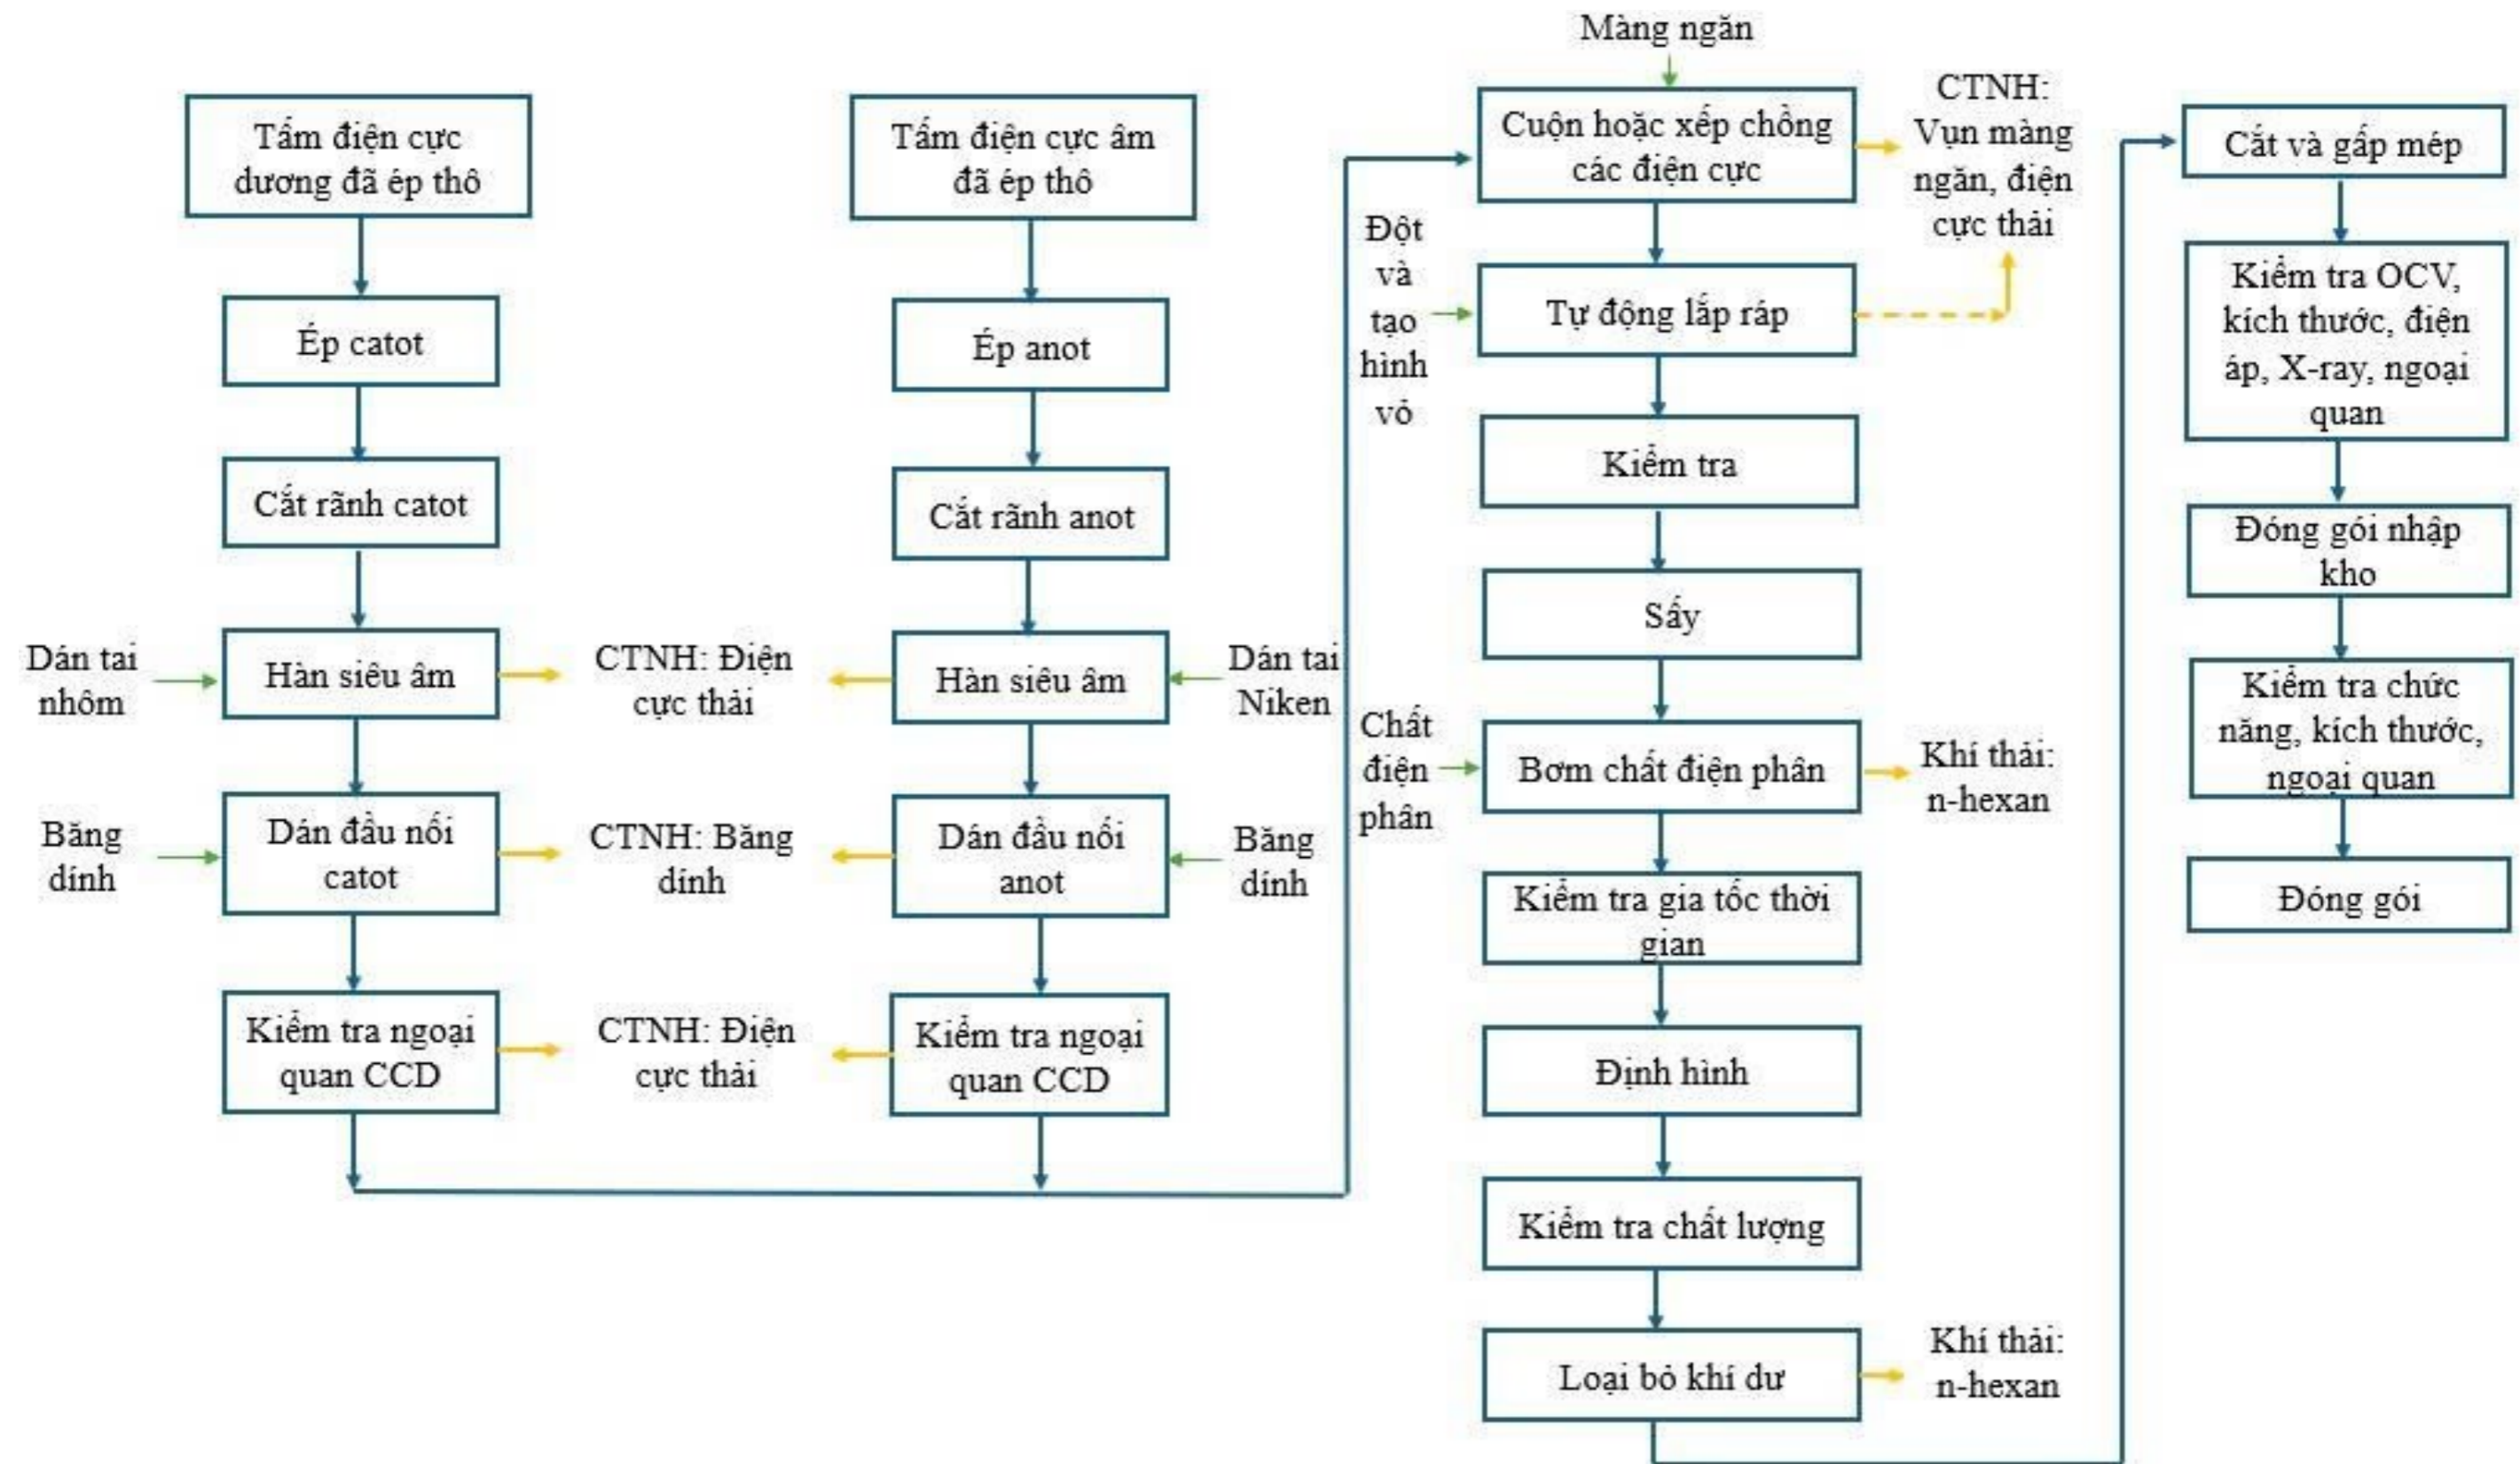 Tấm điện cực
dương đã ép thô
Ép catot
Cắt rãnh catot
Dán tai
nhôm
Hàn siêu âm
CTNH: Điện
cực thải
Băng
dính
Dán đầu nối
catot
CTNH: Băng
dính
Kiểm tra ngoại
quan CCD
CTNH: Điện
cực thải
Tấm điện cực âm
đã ép thô
Ép anot
Cắt rãnh anot
Hàn siêu âm
Dán tai
Niken
Dán đầu nối
anot
Băng
dính
Kiểm tra ngoại
quan CCD
Màng ngăn
Cuộn hoặc xếp chồng
các điện cực
CTNH:
Vụn màng
ngăn, điện
cực thải
Đột
và
tạo
hình
vỏ
Tự động lắp ráp
Kiểm tra
Sấy
Chất
điện
phân
Bơm chất điện phân
Khí thải:
n-hexan
Kiểm tra gia tốc thời
gian
Định hình
Kiểm tra chất lượng
Loại bỏ khí dư
Khí thải:
n-hexan
Cắt và gấp mép
Kiểm tra OCV,
kích thước, điện
áp, X-ray, ngoại
quan
Đóng gói nhập
kho
Kiểm tra chức
năng, kích thước,
ngoại quan
Đóng gói